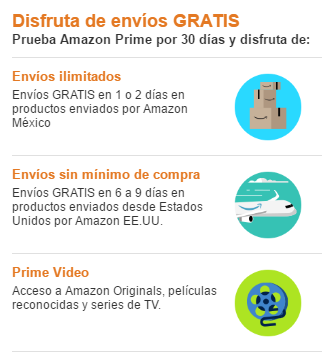 Disfruta de envíos GRATIS
Prueba Amazon Prime por 30 días y disfruta de:
Envíos ilimitados
Envíos GRATIS en 1 o 2 días en
productos enviados por Amazon
México
Envíos sin mínimo de compra
Envíos GRATIS en 6 a 9 días en
productos enviados desde Estados
Unidos por Amazon EE.UU.
Prime Video
Acceso a Amazon Originals, películas
reconocidas y series de TV.